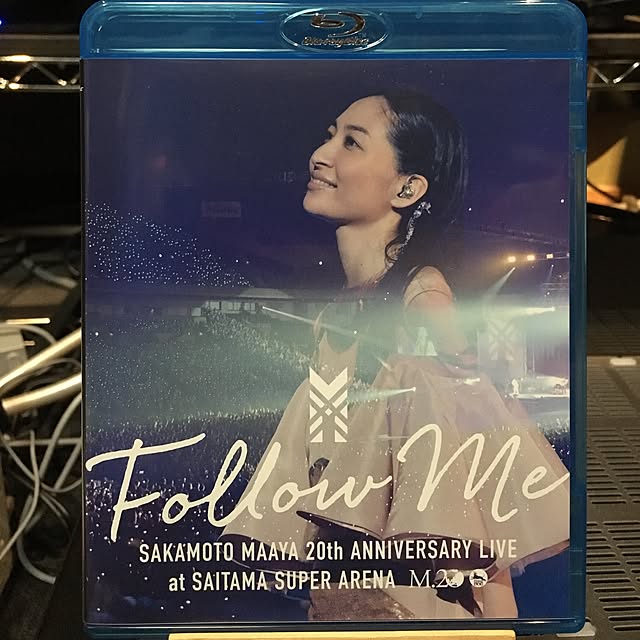 Blu-ray Disc
Follow Me
SAKAMOTO MAAYA 20th ANNIVERSARY LIVE
at SAITAMA SUPER ARENA